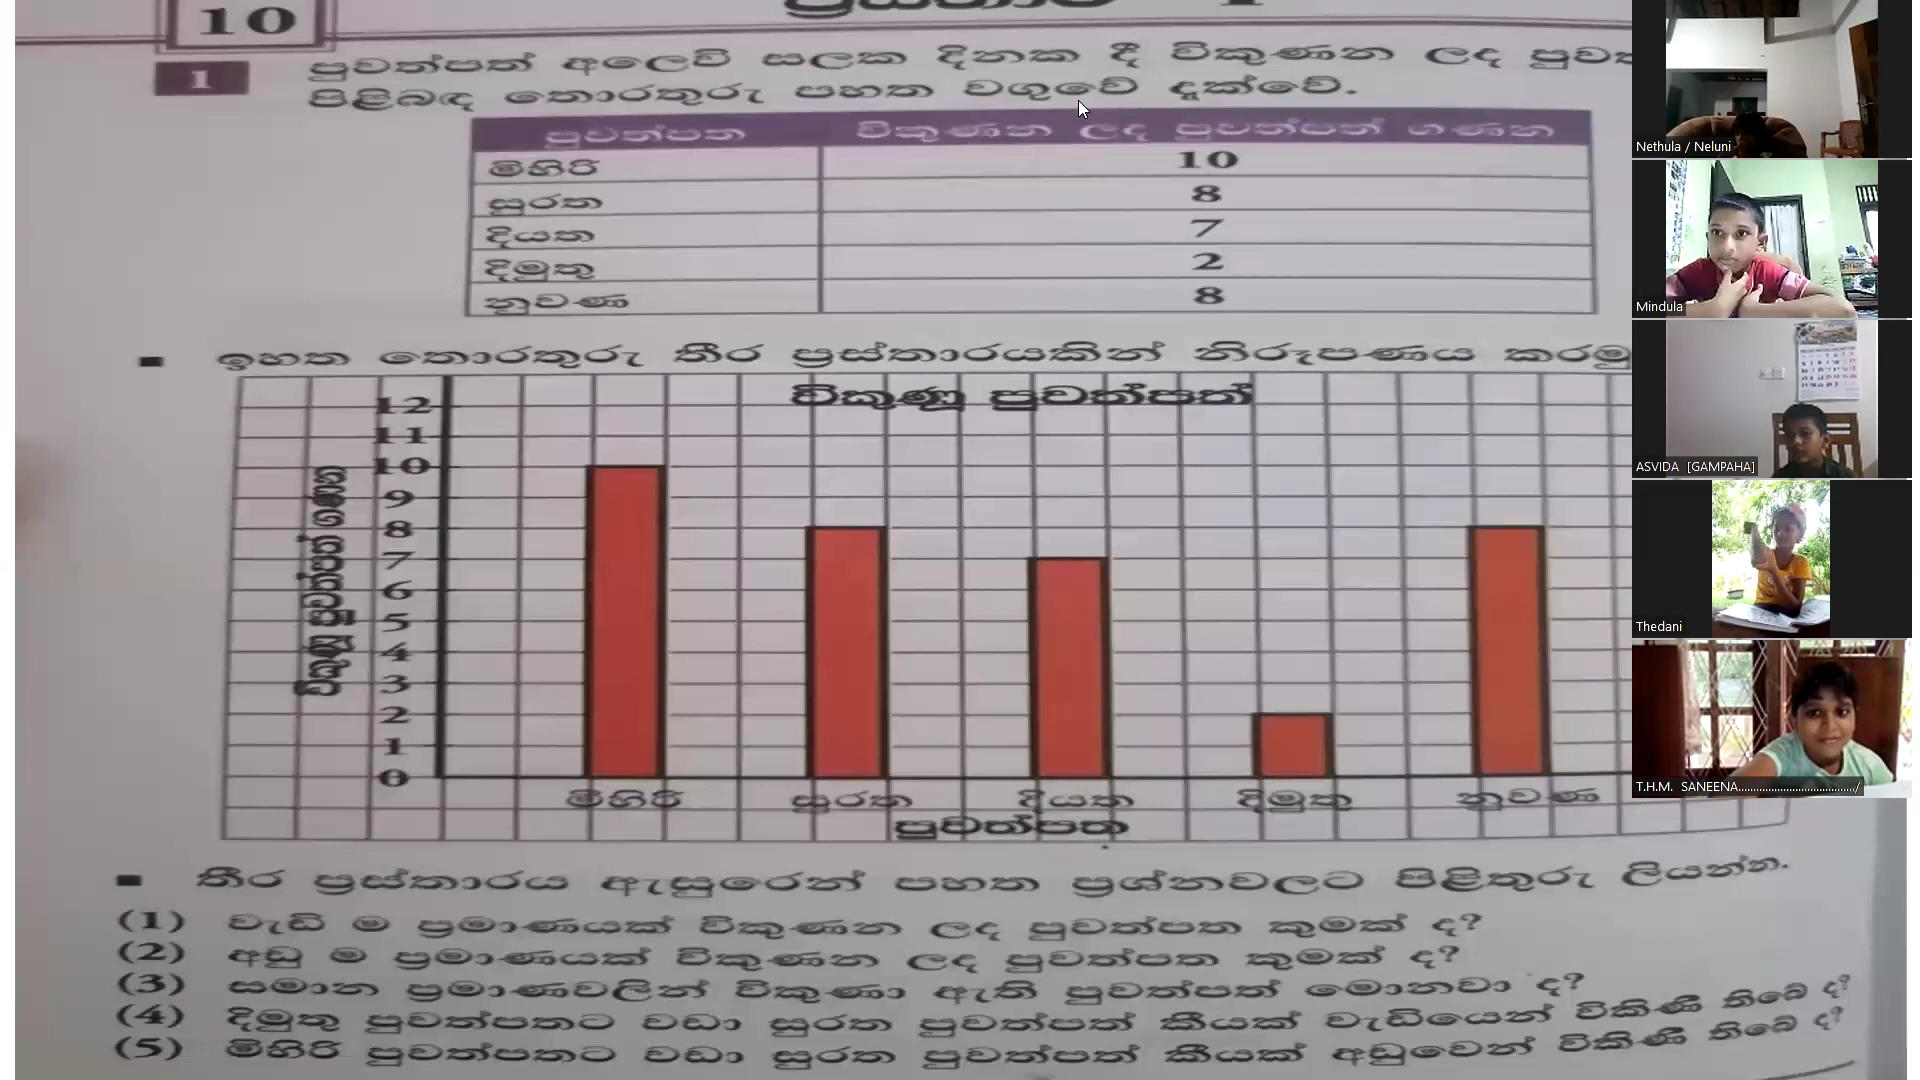 10
1
පුවත්පත් අලෙවි සලක දිනක දී විකුණන ලද
පිළිබඳ තොරතුරු පහත වගුවේ දැක්වේ.
පුවත්පත විකුණන ලද පුවත්පත් ගණන
මිහිරි 10
සුරත 8
දියත 7
දිමුතු 2
නුවණ 8
ඉහත තොරතුරු තීර ප්‍රස්තාරයකින් නිරූපණය කරමු
විකුණූ පුවත්පත්
විකුණූ පුවත්පත් ගණන
12
11
10
9
8
7
6
5
4
3
2
1
0
මිහිරි සුරත දියත දිමුතු නුවණ
පුවත්පත
තීර ප්‍රස්තාරය ඇසුරෙන් පහත ප්‍රශ්නවලට පිළිතුරු ලියන්න.
(1) වැඩි ම ප්‍රමාණයක් විකුණන ලද පුවත්පත කුමක් ද?
(2) අඩු ම ප්‍රමාණයක් විකුණන ලද පුවත්පත කුමක් ද?
(3) සමාන ප්‍රමාණවලින් විකුණා ඇති පුවත්පත් මොනවා ද?
(4) දිමුතු පුවත්පතට වඩා සුරත පුවත්පත් කීයක් වැඩියෙන් විකිණී තිබේ ද?
(5) මිහිරි පුවත්පතට වඩා සුරත පුවත්පත් කීයක් අඩුවෙන් විකිණී තිබේ ද?
Nethula / Neluni
Mindula
ASVIDA [GAMPAHA]
Thedani
T.H.M. SANEENA......................................./